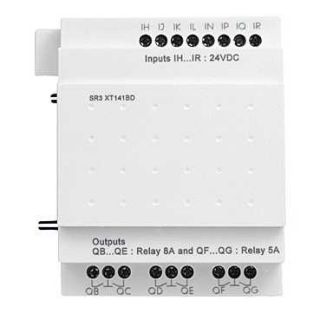 IH IJ IK IL IN IP IQ IR
Inputs IH...IR : 24VDC
SR3 XT141BD
Outputs
QB...QE : Relay 8A and QF...QG : Relay 5A
QB QC QD QE QF QG